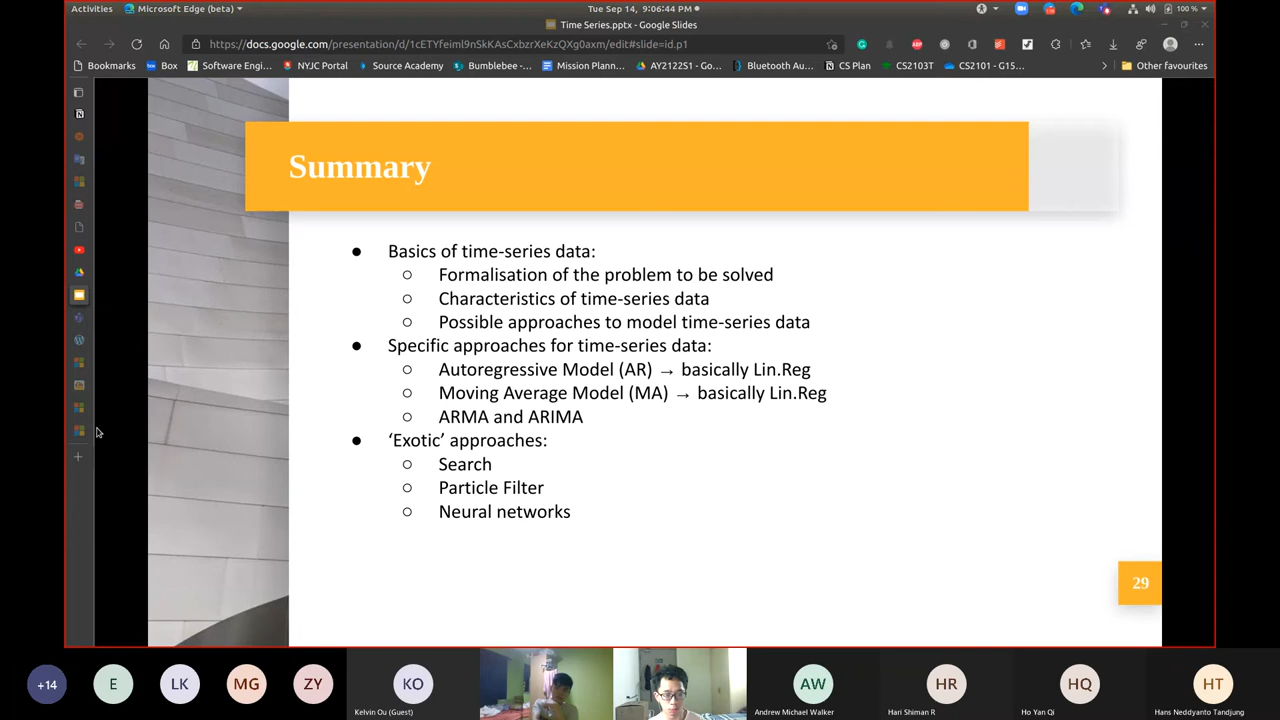 Activities Microsoft Edge (beta) Tue Sep 14, 9:06:44 PM 100 %
Time Series.pptx - Google Slides
https://docs.google.com/presentation/d/1cETYfeiml9nSkKAsCxbzrXeKzQXg0axm/edit#slide=id.p1
Bookmarks Box Software Engi... NYJC Portal Source Academy Bumblebee -... Mission Plann... AY2122S1 - Go... Bluetooth Au... CS Plan CS2103T CS2101 - G15... Other favourites
Summary
● Basics of time-series data:
○ Formalisation of the problem to be solved
○ Characteristics of time-series data
○ Possible approaches to model time-series data
● Specific approaches for time-series data:
○ Autoregressive Model (AR) → basically Lin.Reg
○ Moving Average Model (MA) → basically Lin.Reg
○ ARMA and ARIMA
● ‘Exotic’ approaches:
○ Search
○ Particle Filter
○ Neural networks
29
+14 E LK MG ZY KO AW HR HQ HT
Kelvin Ou (Guest) Andrew Michael Walker Hari Shiman R Ho Yan Qi Hans Neddyanto Tandjung